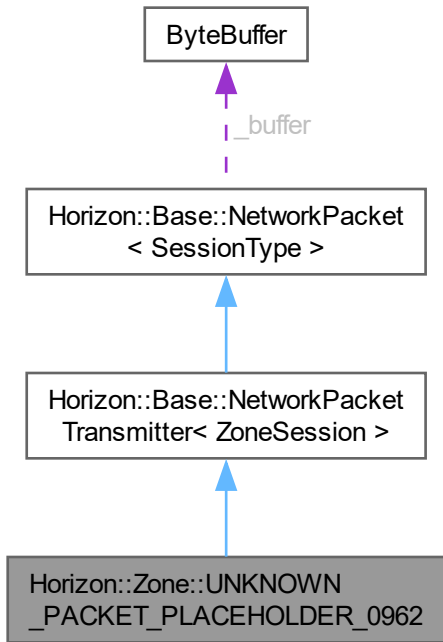 ByteBuffer
_buffer
Horizon::Base::NetworkPacket
< SessionType >
Horizon::Base::NetworkPacket
Transmitter< ZoneSession >
Horizon::Zone::UNKNOWN
_PACKET_PLACEHOLDER_0962